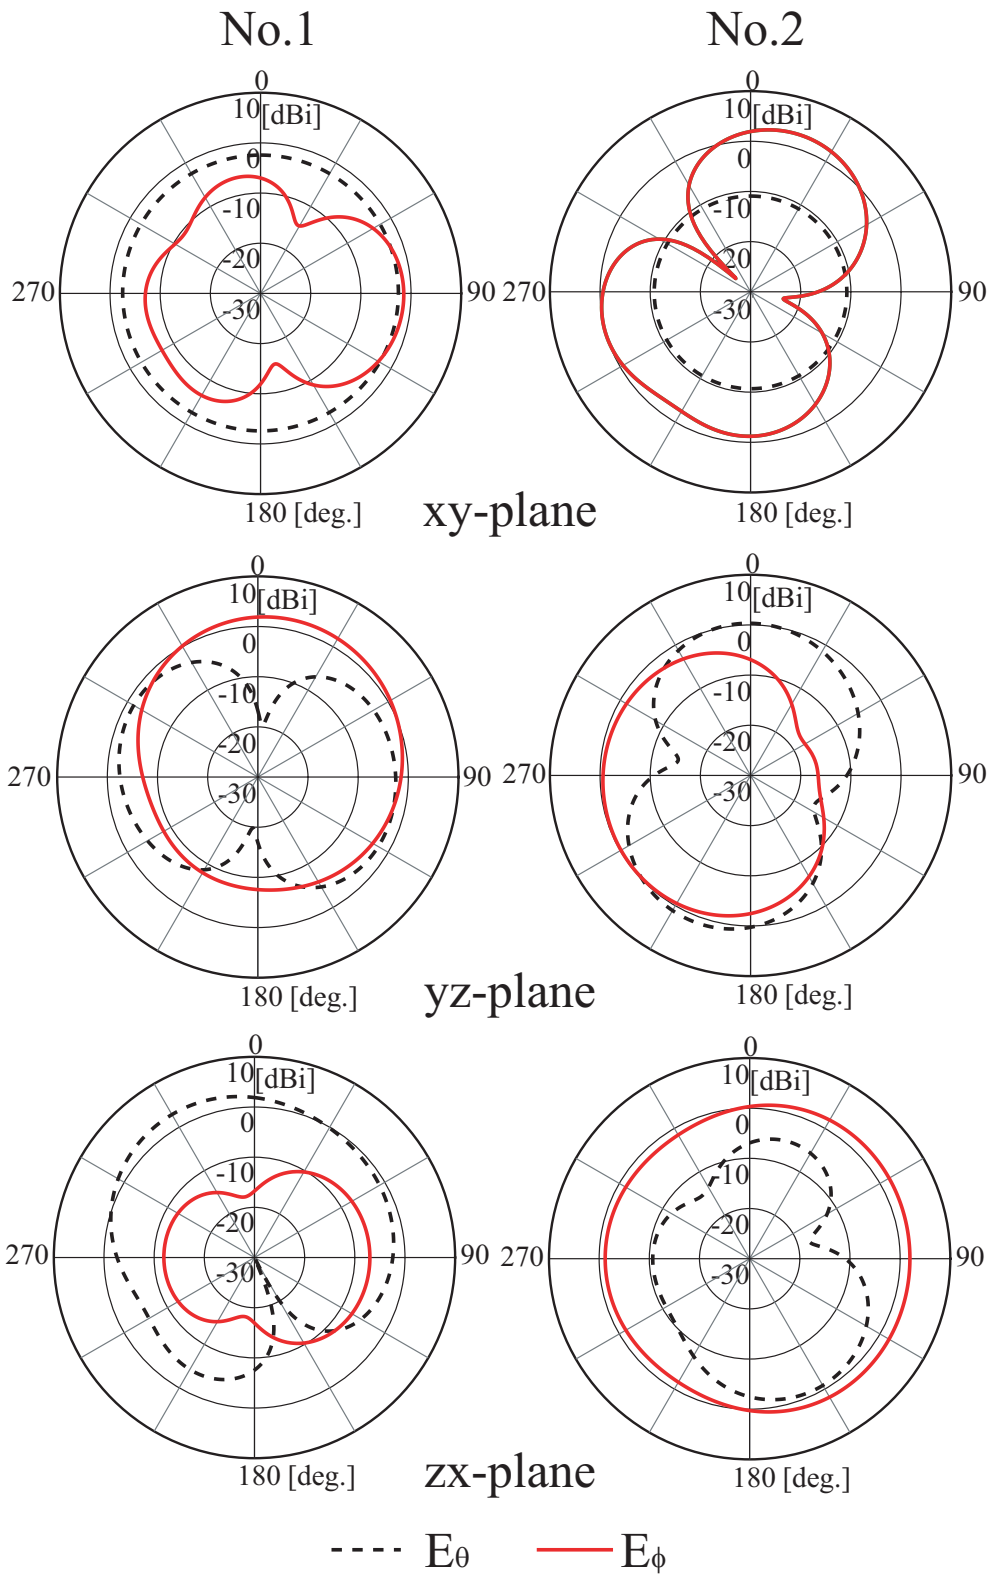 No.1 No.2
0 0
10 [dBi] 10 [dBi]
0 0
-10 -10
-20 -20
270 90 270 90
-30 -30
180 [deg.] xy-plane 180 [deg.]
0 0
10 [dBi] 10 [dBi]
0 0
-10 -10
-20 -20
270 90 270 90
-30 -30
180 [deg.] yz-plane 180 [deg.]
0 0
10 [dBi] 10 [dBi]
0 0
-10 -10
-20 -20
270 90 270 90
-30 -30
180 [deg.] zx-plane 180 [deg.]
Eθ Eϕ